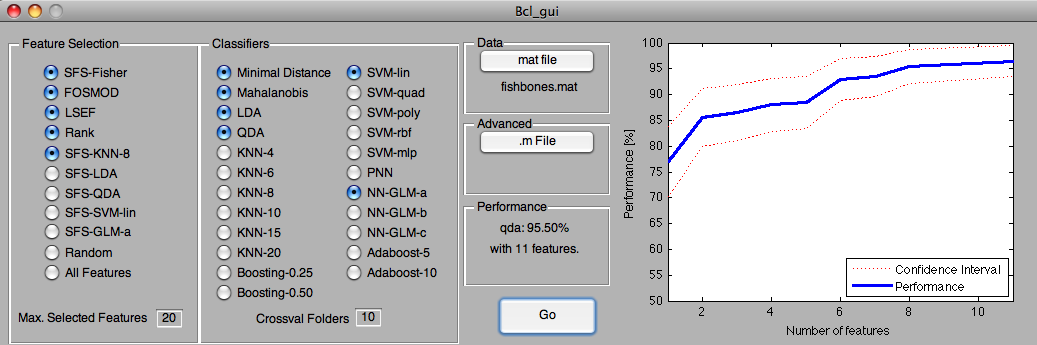 Bcl_gui
Feature Selection
SFS-Fisher
FOSMOD
LSEF
Rank
SFS-KNN-8
SFS-LDA
SFS-QDA
SFS-SVM-lin
SFS-GLM-a
Random
All Features
Max. Selected Features 20
Classifiers
Minimal Distance
Mahalanobis
LDA
QDA
KNN-4
KNN-6
KNN-8
KNN-10
KNN-15
KNN-20
Boosting-0.25
Boosting-0.50
SVM-lin
SVM-quad
SVM-poly
SVM-rbf
SVM-mlp
PNN
NN-GLM-a
NN-GLM-b
NN-GLM-c
Adaboost-5
Adaboost-10
Crossval Folders 10
Data
mat file
fishbones.mat
Advanced
.m File
Performance
qda: 95.50%
with 11 features.
Go
Performance [%]
100
95
90
85
80
75
70
65
60
55
50
2 4 6 8 10
Number of features
Confidence Interval
Performance